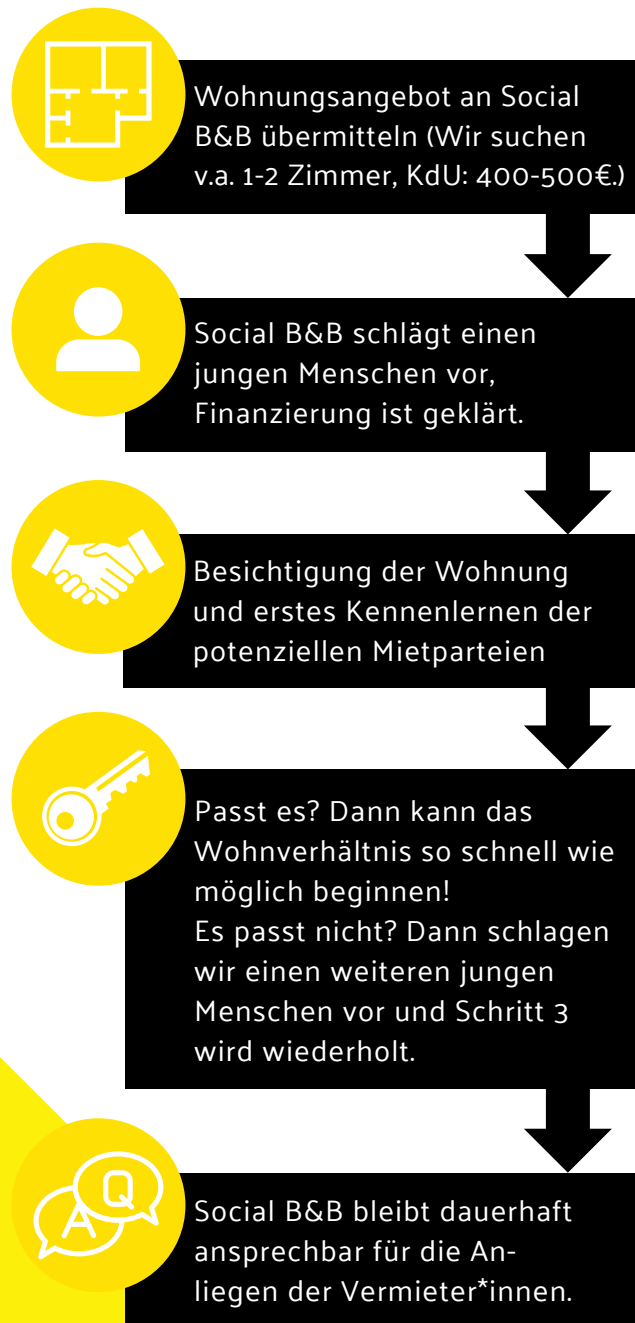 Wohnungsangebot an Social
B&B übermitteln (Wir suchen
v.a. 1-2 Zimmer, KdU: 400-500€.)
Social B&B schlägt einen
jungen Menschen vor,
Finanzierung ist geklärt.
Besichtigung der Wohnung
und erstes Kennenlernen der
potenziellen Mietparteien
Passt es? Dann kann das
Wohnverhältnis so schnell wie
möglich beginnen!
Es passt nicht? Dann schlagen
wir einen weiteren jungen
Menschen vor und Schritt 3
wird wiederholt.
Q
A
Social B&B bleibt dauerhaft
ansprechbar für die An-
liegen der Vermieter*innen.